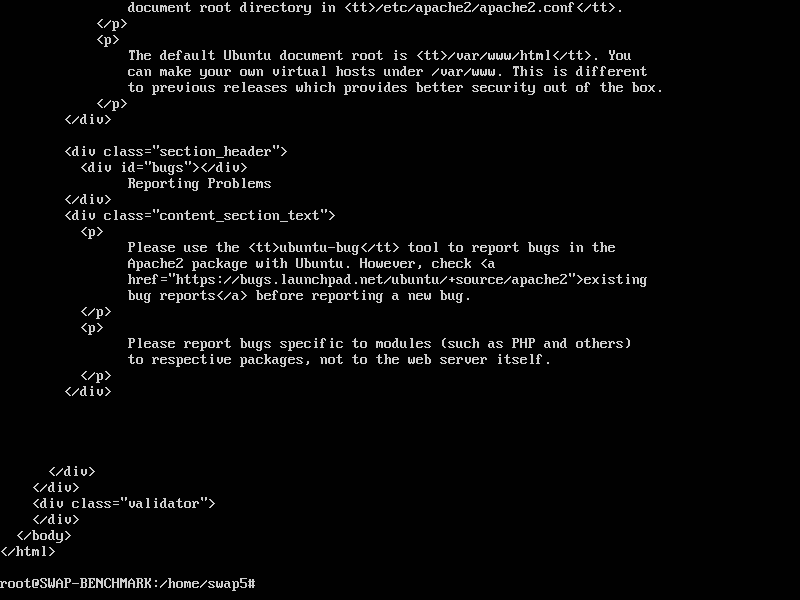 document root directory in <tt>/etc/apache2/apache2.conf</tt>.
</p>
<p>
The default Ubuntu document root is <tt>/var/www/html</tt>. You
can make your own virtual hosts under /var/www. This is different
to previous releases which provides better security out of the box.
</p>
</div>
<div class="section_header">
<div id="bugs"></div>
Reporting Problems
</div>
<div class="content_section_text">
<p>
Please use the <tt>ubuntu-bug</tt> tool to report bugs in the
Apache2 package with Ubuntu. However, check <a
href="https://bugs.launchpad.net/ubuntu/+source/apache2">existing
bug reports</a> before reporting a new bug.
</p>
<p>
Please report bugs specific to modules (such as PHP and others)
to respective packages, not to the web server itself.
</p>
</div>
</div>
</div>
<div class="validator">
</div>
</body>
</html>
root@SWAP-BENCHMARK:/home/swap5#